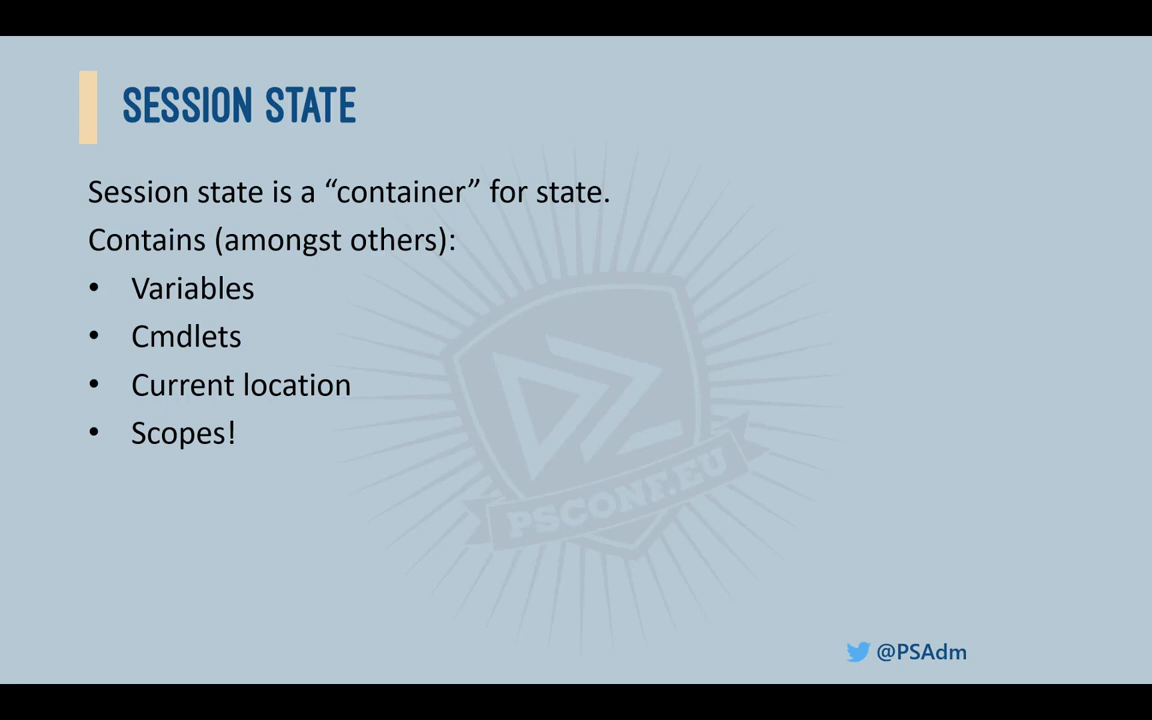 SESSION STATE
Session state is a “container” for state.
Contains (amongst others):
• Variables
• Cmdlets
• Current location
• Scopes!
PSCONF.EU
@PSAdm